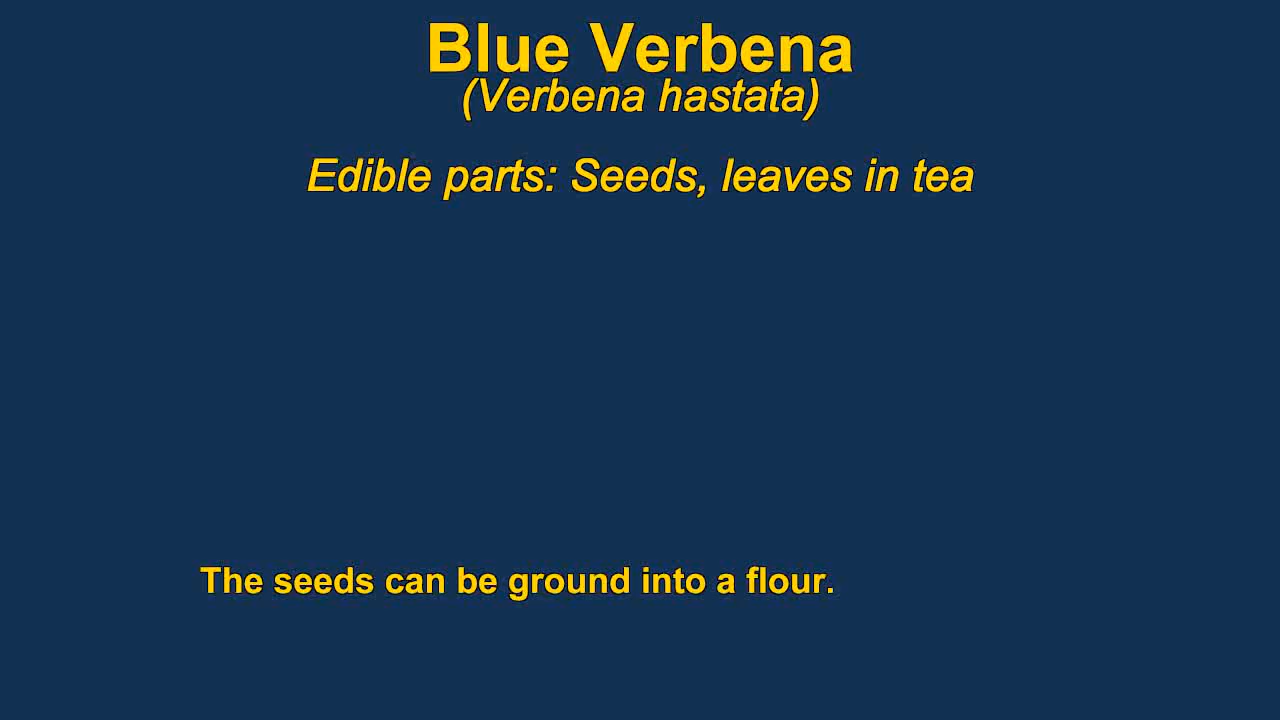 Blue Verbena
(Verbena hastata)
Edible parts: Seeds, leaves in tea
The seeds can be ground into a flour.